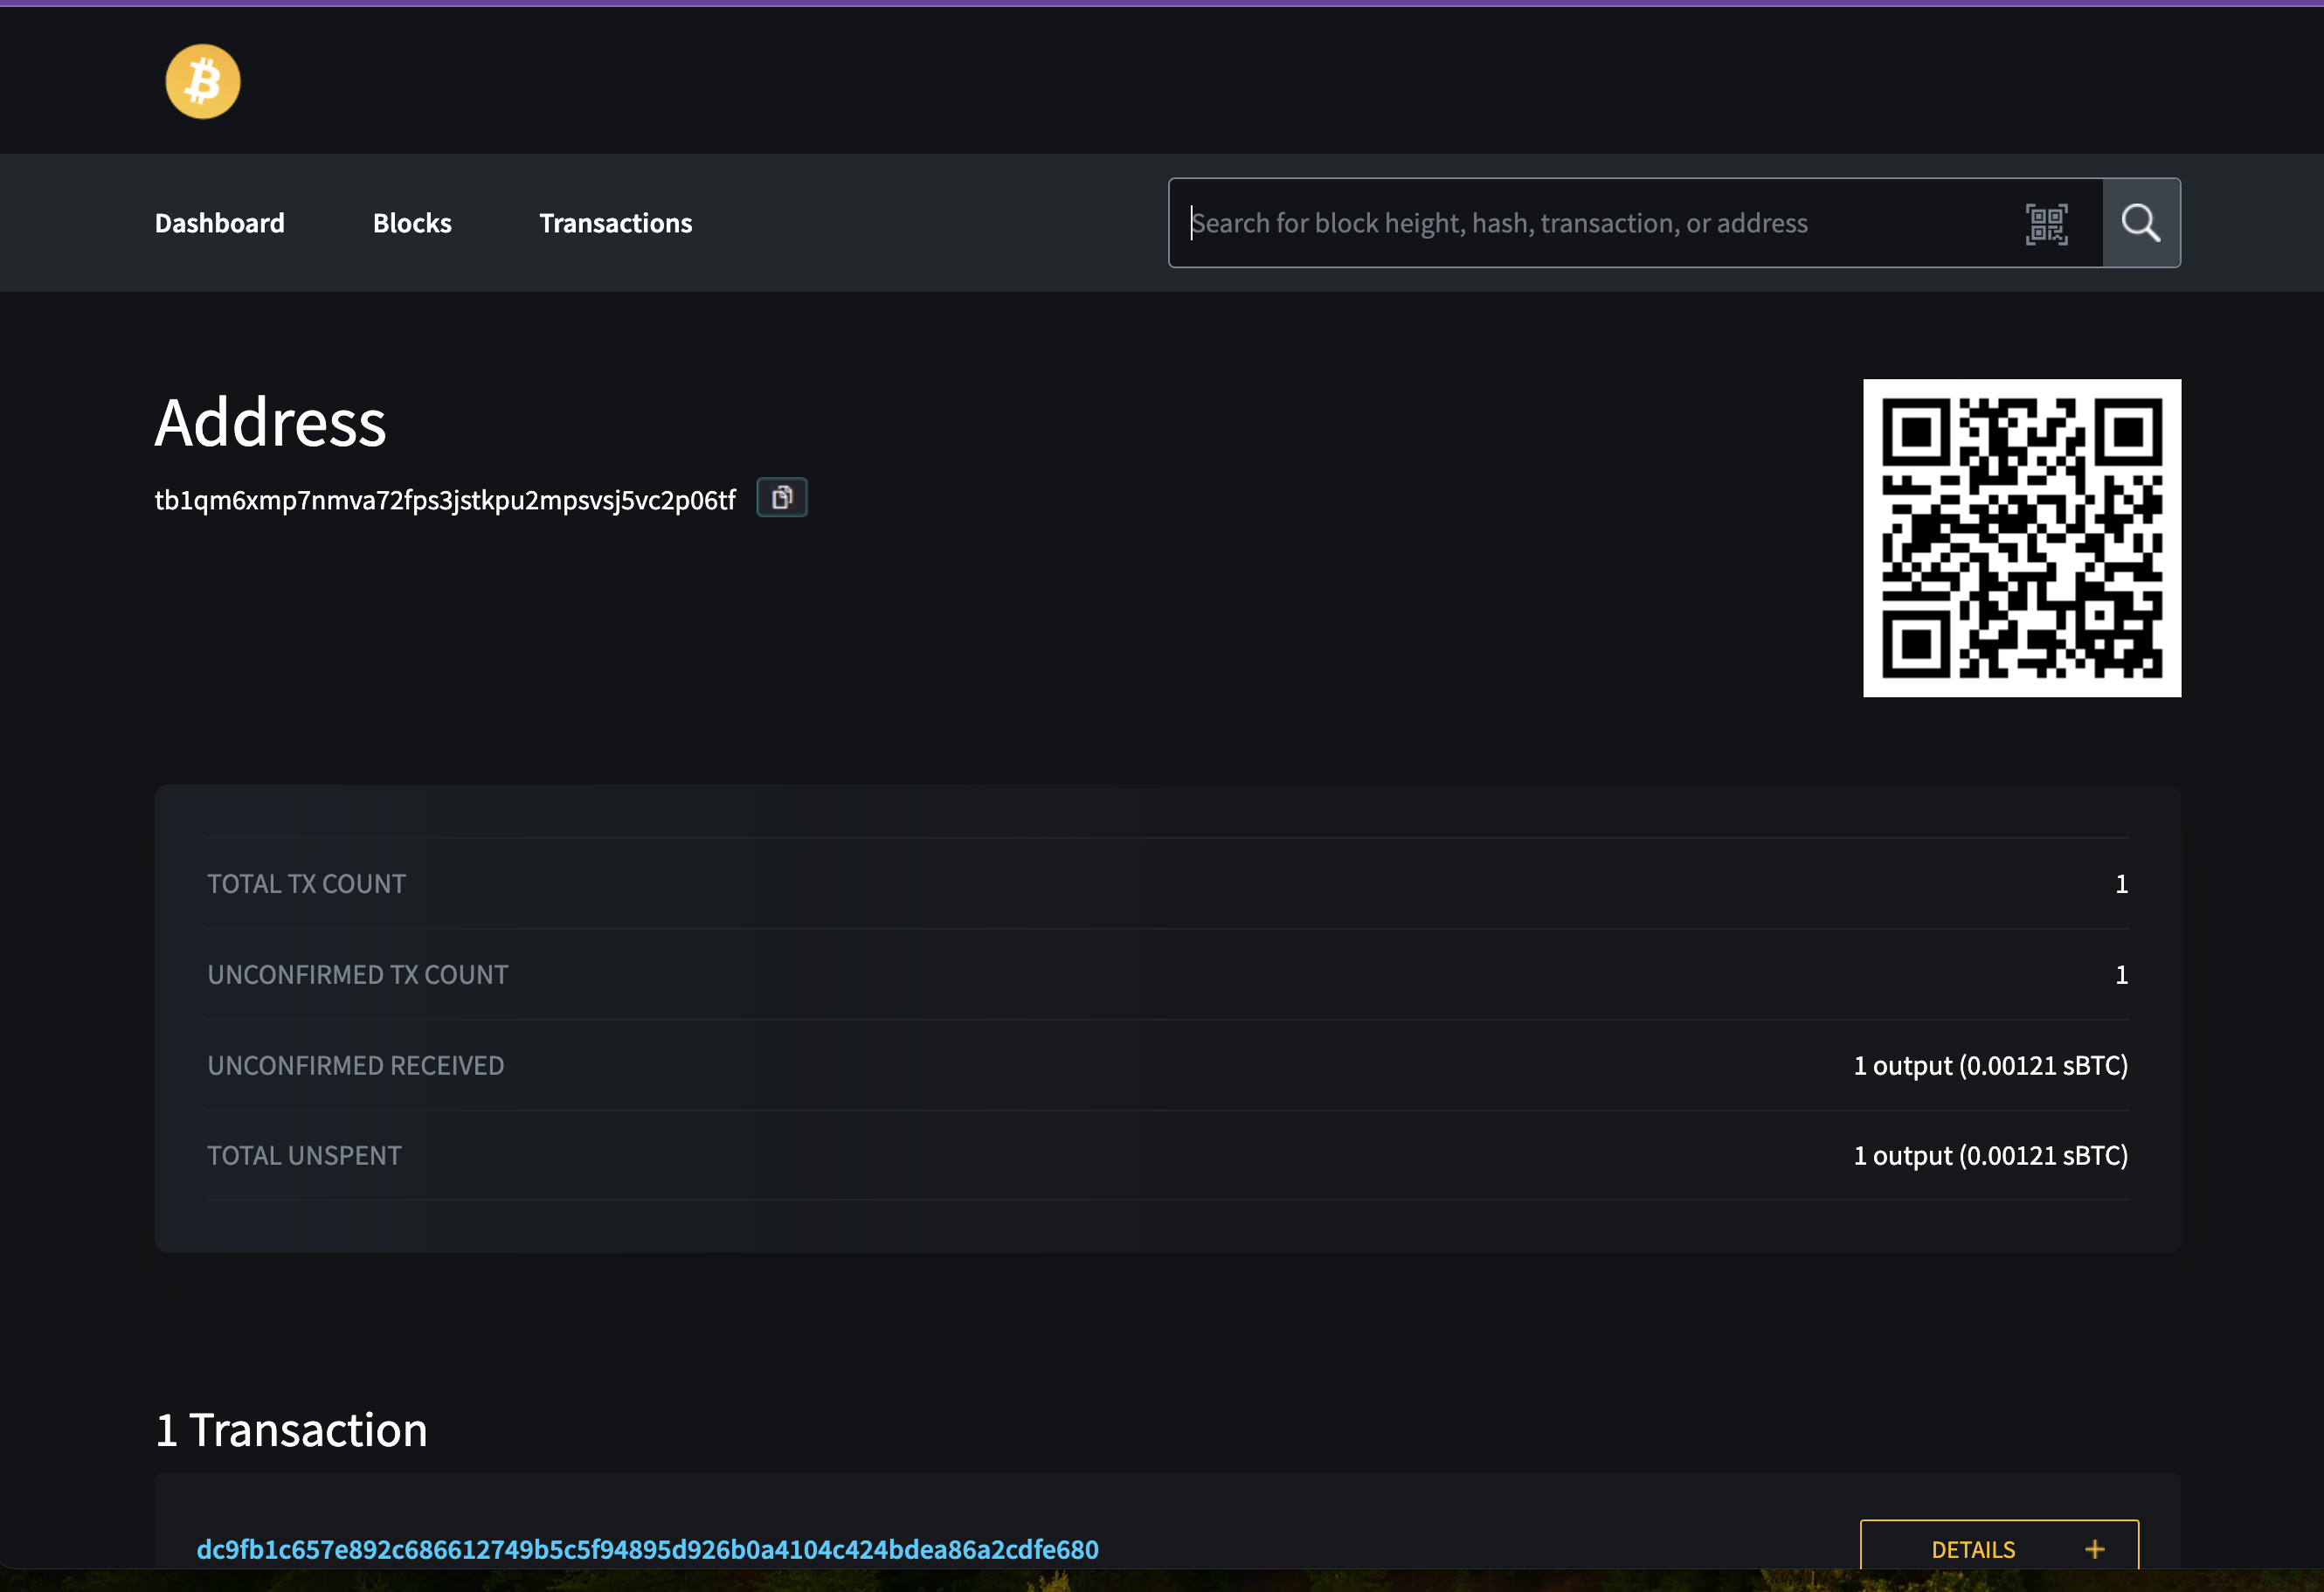 Dashboard
Blocks
Transactions
Search for block height, hash, transaction, or address
Address
tb1qm6xmp7nmva72fps3jstkpu2mpsvsj5vc2p06tf
TOTAL TX COUNT
1
UNCONFIRMED TX COUNT
1
UNCONFIRMED RECEIVED
1 output (0.00121 sBTC)
TOTAL UNSPENT
1 output (0.00121 sBTC)
1 Transaction
dc9fb1c657e892c686612749b5c5f94895d926b0a4104c424bdea86a2cdfe680
DETAILS +